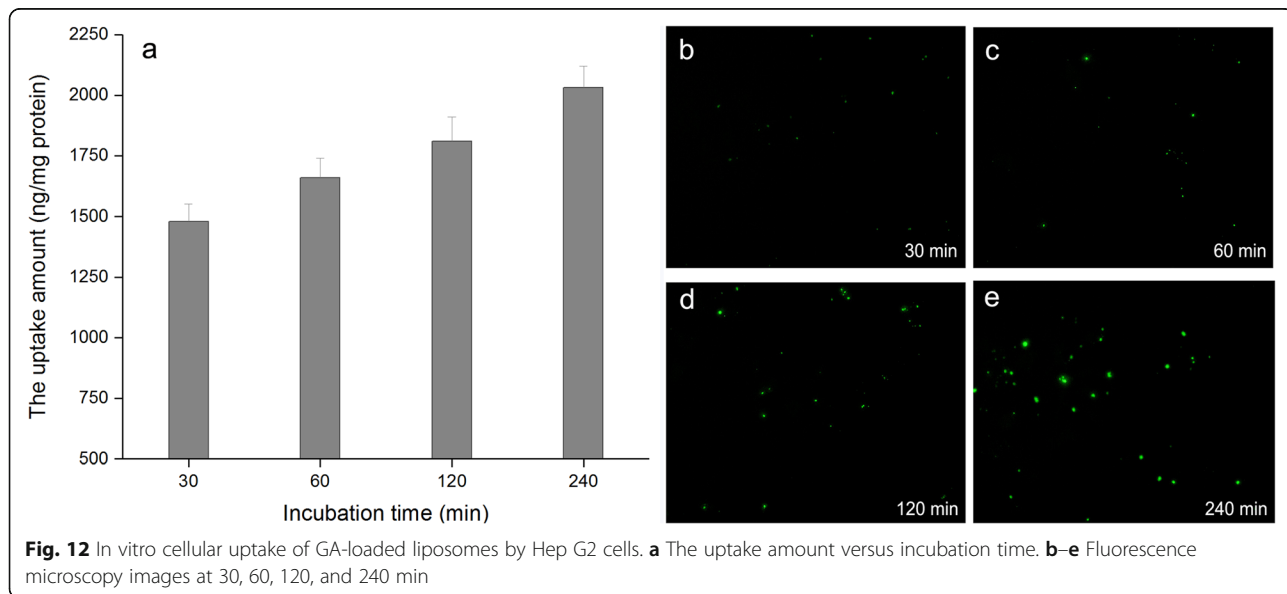 a
2250
2000
1750
1500
1250
1000
750
500
The uptake amount (ng/mg protein)
30 60 120 240
Incubation time (min)
b
30 min
c
60 min
d
120 min
e
240 min
Fig. 12 In vitro cellular uptake of GA-loaded liposomes by Hep G2 cells. a The uptake amount versus incubation time. b–e Fluorescence
microscopy images at 30, 60, 120, and 240 min